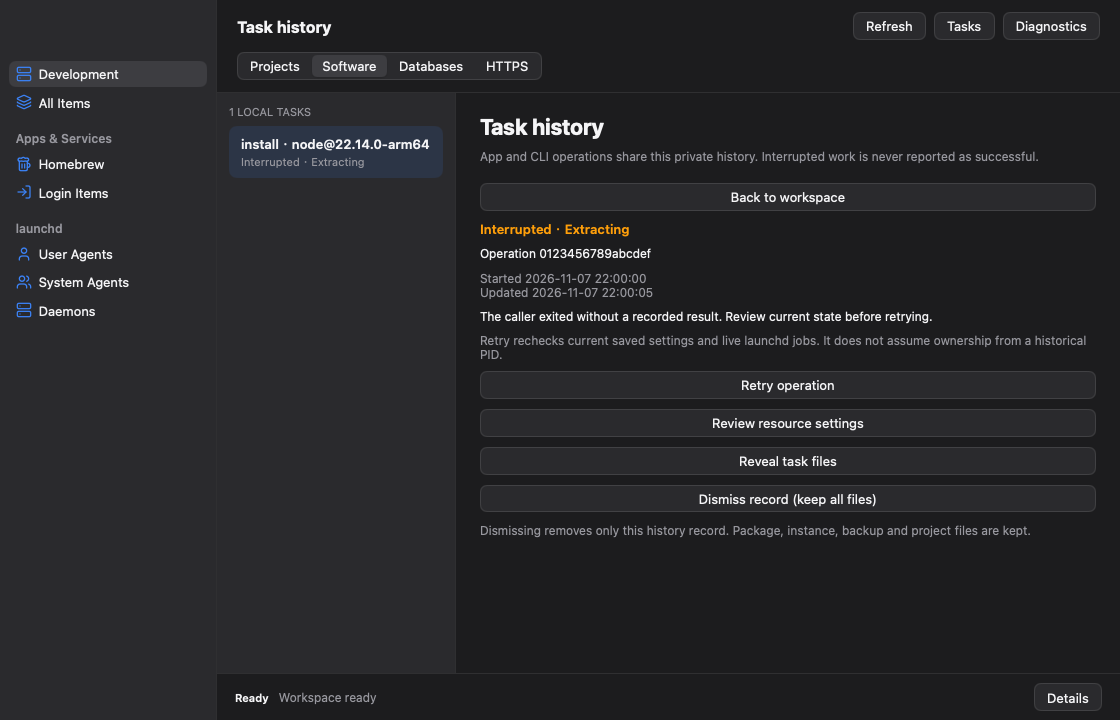 Task history
Refresh
Tasks
Diagnostics
Projects
Software
Databases
HTTPS
Development
All Items
Apps & Services
Homebrew
Login Items
launchd
User Agents
System Agents
Daemons
1 LOCAL TASKS
install · node@22.14.0-arm64
Interrupted · Extracting
Task history
App and CLI operations share this private history. Interrupted work is never reported as successful.
Back to workspace
Interrupted · Extracting
Operation 0123456789abcdef
Started 2026-11-07 22:00:00
Updated 2026-11-07 22:00:05
The caller exited without a recorded result. Review current state before retrying.
Retry rechecks current saved settings and live launchd jobs. It does not assume ownership from a historical
PID.
Retry operation
Review resource settings
Reveal task files
Dismiss record (keep all files)
Dismissing removes only this history record. Package, instance, backup and project files are kept.
Ready
Workspace ready
Details